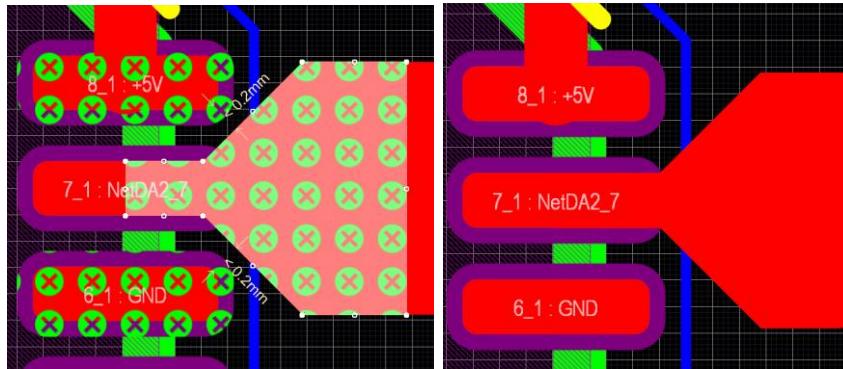 8_1 : +5V
< 0.2mm
7_1 : NetDA2_7
< 0.2mm
6_1 : GND
8_1 : +5V
7_1 : NetDA2_7
6_1 : GND